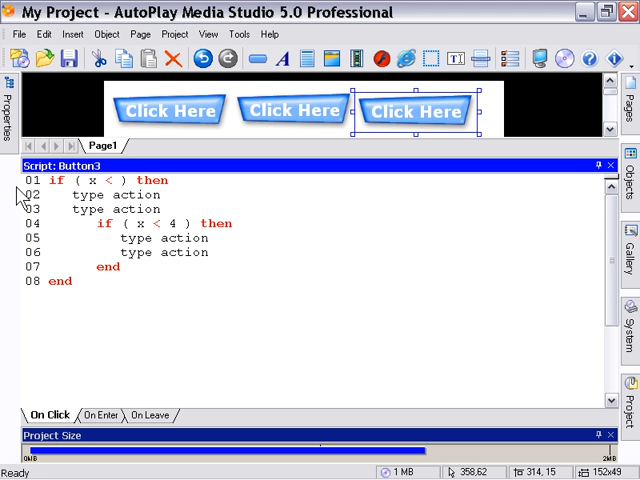 My Project - AutoPlay Media Studio 5.0 Professional
File Edit Insert Object Project Page View Tools Help
Click Here Click Here Click Here
Page1
Properties
Pages
Objects
Gallery
System
Project
Script: Button3
01 if ( x < ) then
02 type action
03 type action
04 if ( x < 4 ) then
05 type action
06 type action
07 end
08 end
On Click On Enter On Leave
Project Size
0MB 2MB
Ready 1 MB 358,62 314, 15 152x49